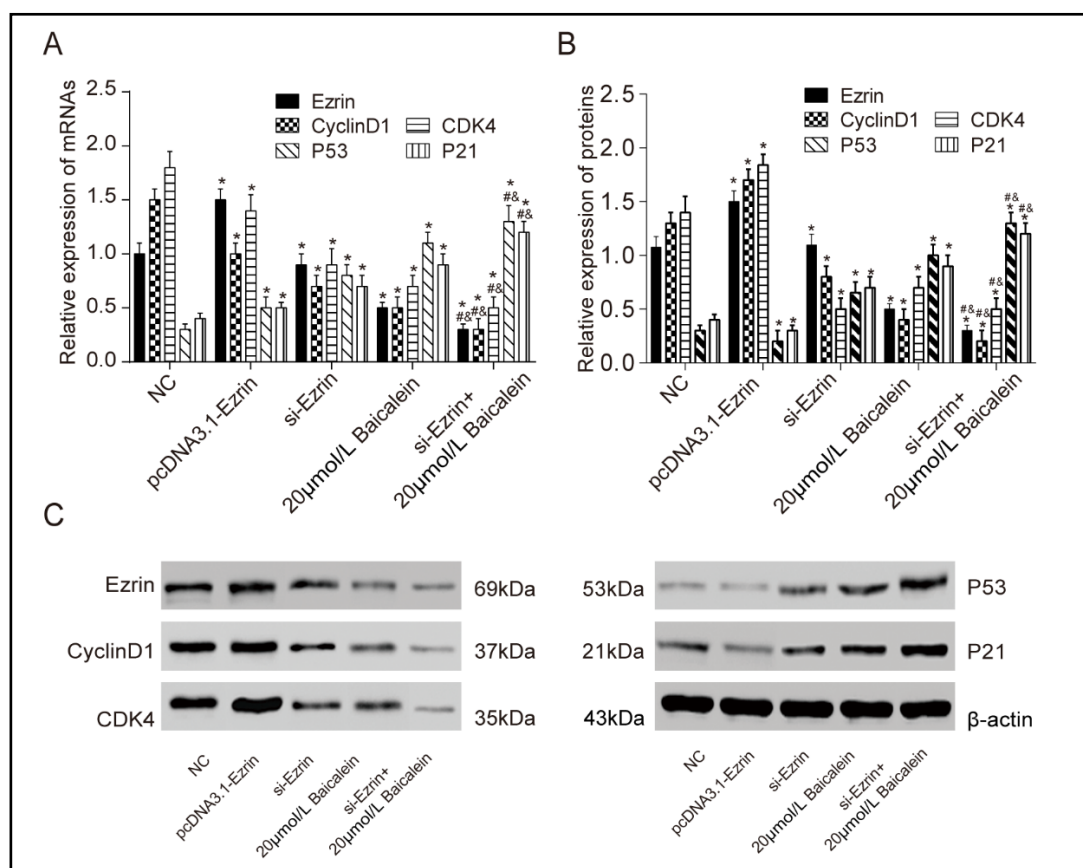 A
Relative expression of mRNAs
2.5
2.0
1.5
1.0
0.5
0.0
Ezrin
CyclinD1 CDK4
P53 P21
* * * * *
* * * * *
* * * * *
#& * #& * #& * * #& * #&
NC
pcDNA3.1-Ezrin
si-Ezrin
20μmol/L Baicalein
si-Ezrin+
20μmol/L Baicalein
B
Relative expression of proteins
2.5
2.0
1.5
1.0
0.5
0.0
Ezrin
CyclinD1 CDK4
P53 P21
* * * * *
* * * * *
* * * * *
#& * #& * #& * #& * #& *
NC
pcDNA3.1-Ezrin
si-Ezrin
20μmol/L Baicalein
si-Ezrin+
20μmol/L Baicalein
C
Ezrin 69kDa
CyclinD1 37kDa
CDK4 35kDa
NC
pcDNA3.1-Ezrin
si-Ezrin
20μmol/L Baicalein
si-Ezrin+
20μmol/L Baicalein
53kDa P53
21kDa P21
43kDa β-actin
NC
pcDNA3.1-Ezrin
si-Ezrin
20μmol/L Baicalein
si-Ezrin+
20μmol/L Baicalein